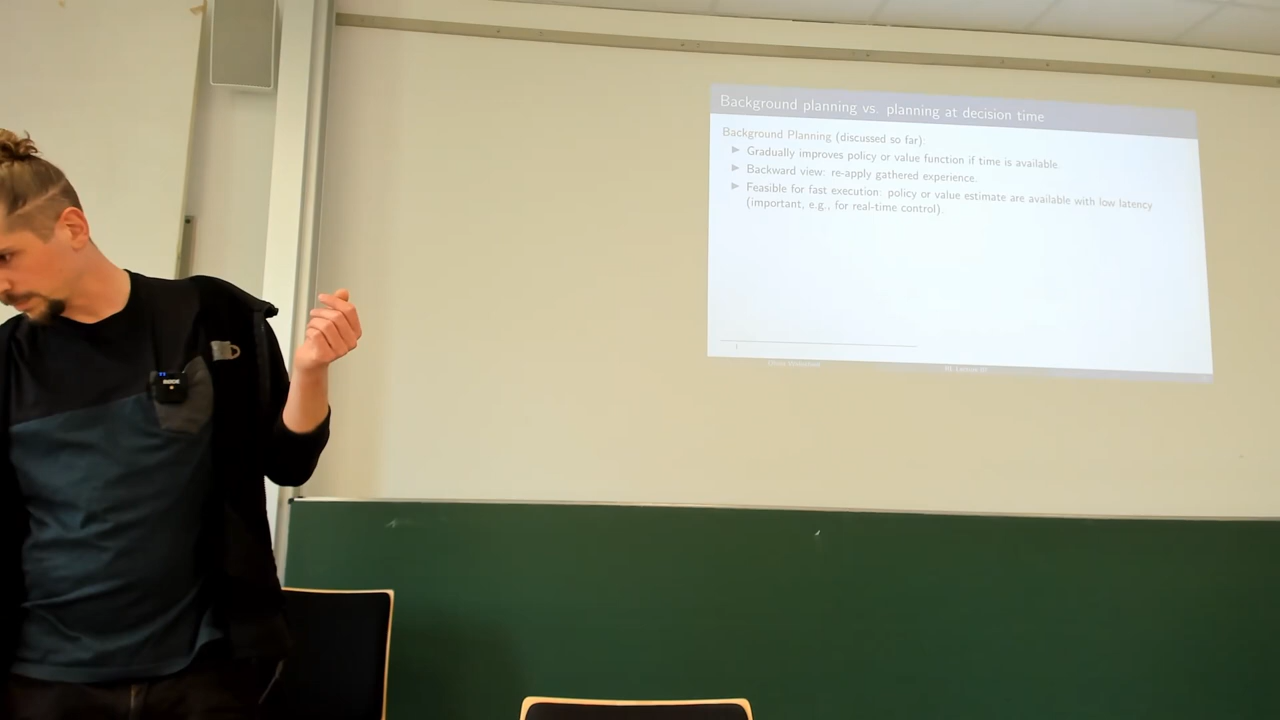 Background planning vs. planning at decision time
Background Planning (discussed so far):
Gradually improves policy or value function if time is available.
Backward view: re-apply gathered experience.
Feasible for fast execution: policy or value estimate are available with low latency
(important, e.g., for real-time control).
1
RODE